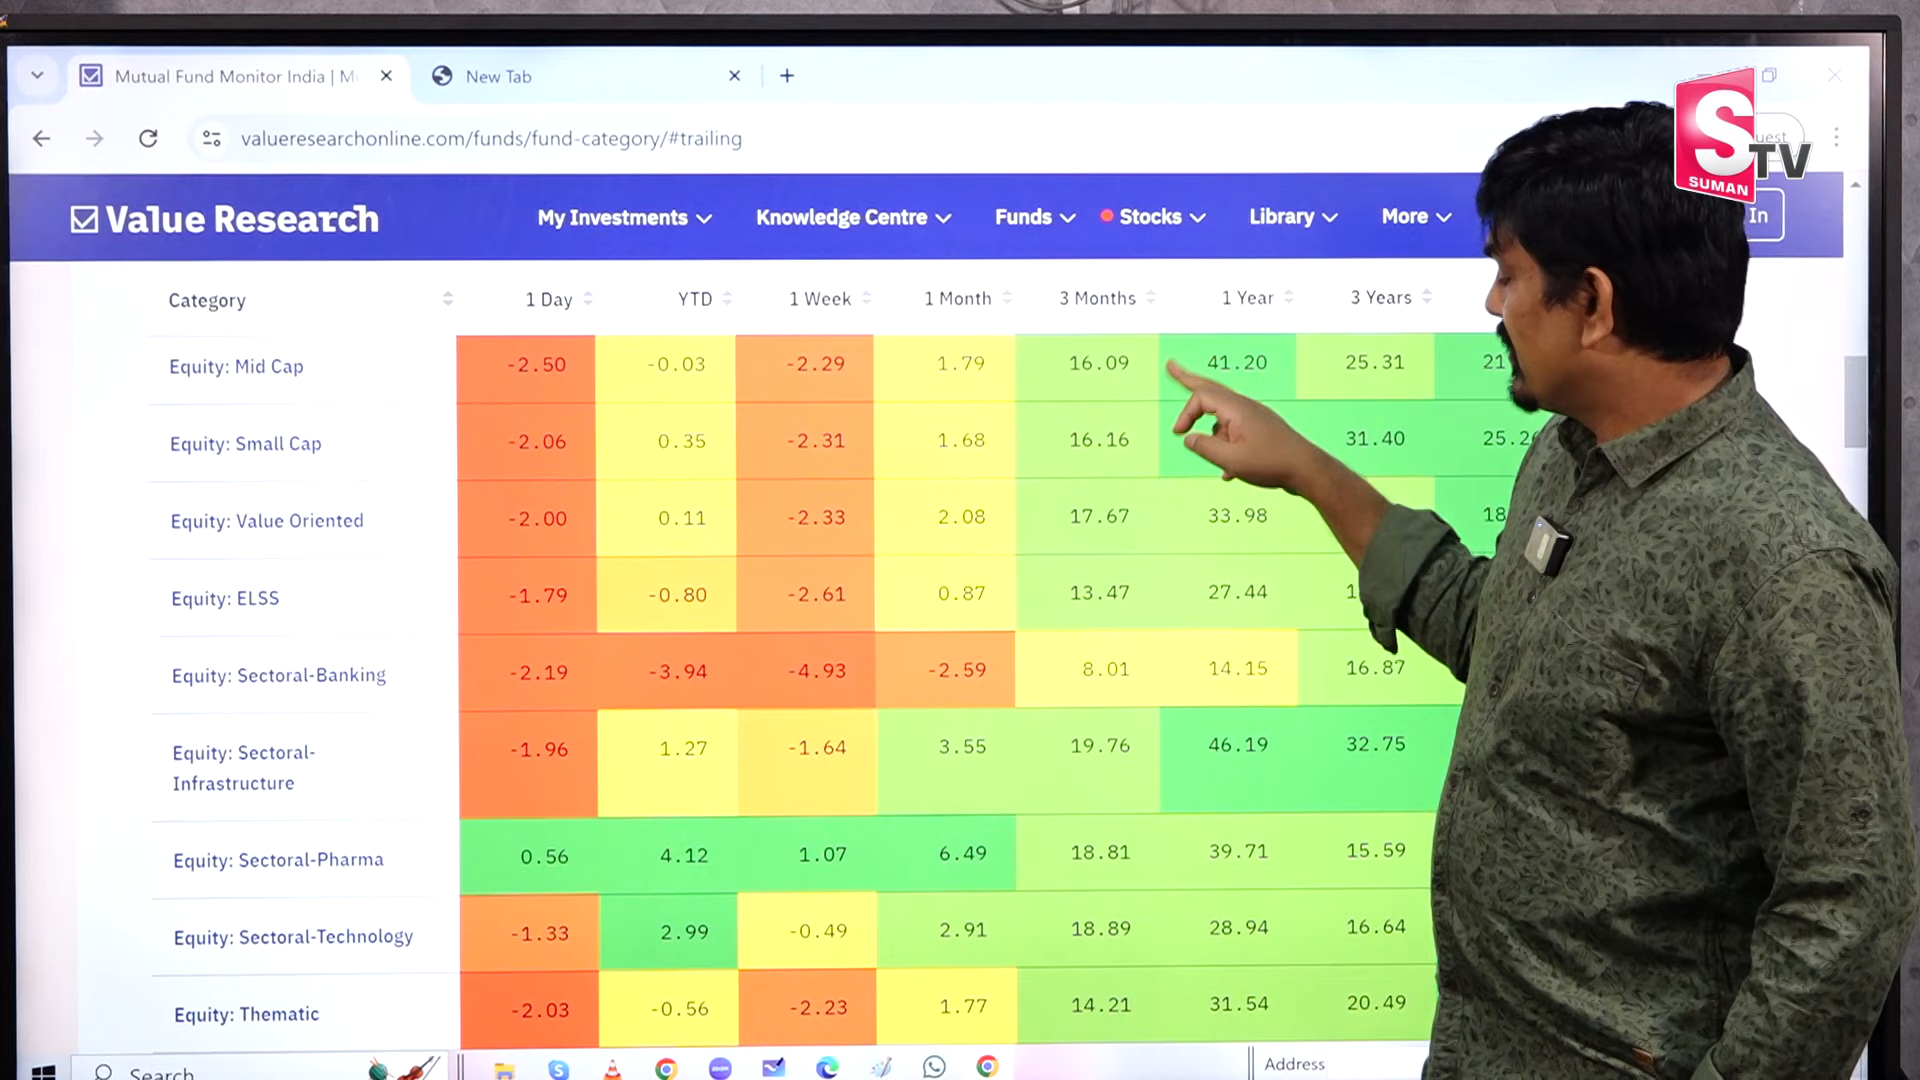 Mutual Fund Monitor India | M
New Tab
valueresearchonline.com/funds/fund-category/#trailing
S TV
SUMAN
Value Research
My Investments
Knowledge Centre
Funds
Stocks
Library
More
In
Category 1 Day YTD 1 Week 1 Month 3 Months 1 Year 3 Years
Equity: Mid Cap -2.50 -0.03 -2.29 1.79 16.09 41.20 25.31 21
Equity: Small Cap -2.06 0.35 -2.31 1.68 16.16 31.40 25.26
Equity: Value Oriented -2.00 0.11 -2.33 2.08 17.67 33.98 18
Equity: ELSS -1.79 -0.80 -2.61 0.87 13.47 27.44 1
Equity: Sectoral-Banking -2.19 -3.94 -4.93 -2.59 8.01 14.15 16.87
Equity: Sectoral- -1.96 1.27 -1.64 3.55 19.76 46.19 32.75
Infrastructure
Equity: Sectoral-Pharma 0.56 4.12 1.07 6.49 18.81 39.71 15.59
Equity: Sectoral-Technology -1.33 2.99 -0.49 2.91 18.89 28.94 16.64
Equity: Thematic -2.03 -0.56 -2.23 1.77 14.21 31.54 20.49
Search
zoom
Address